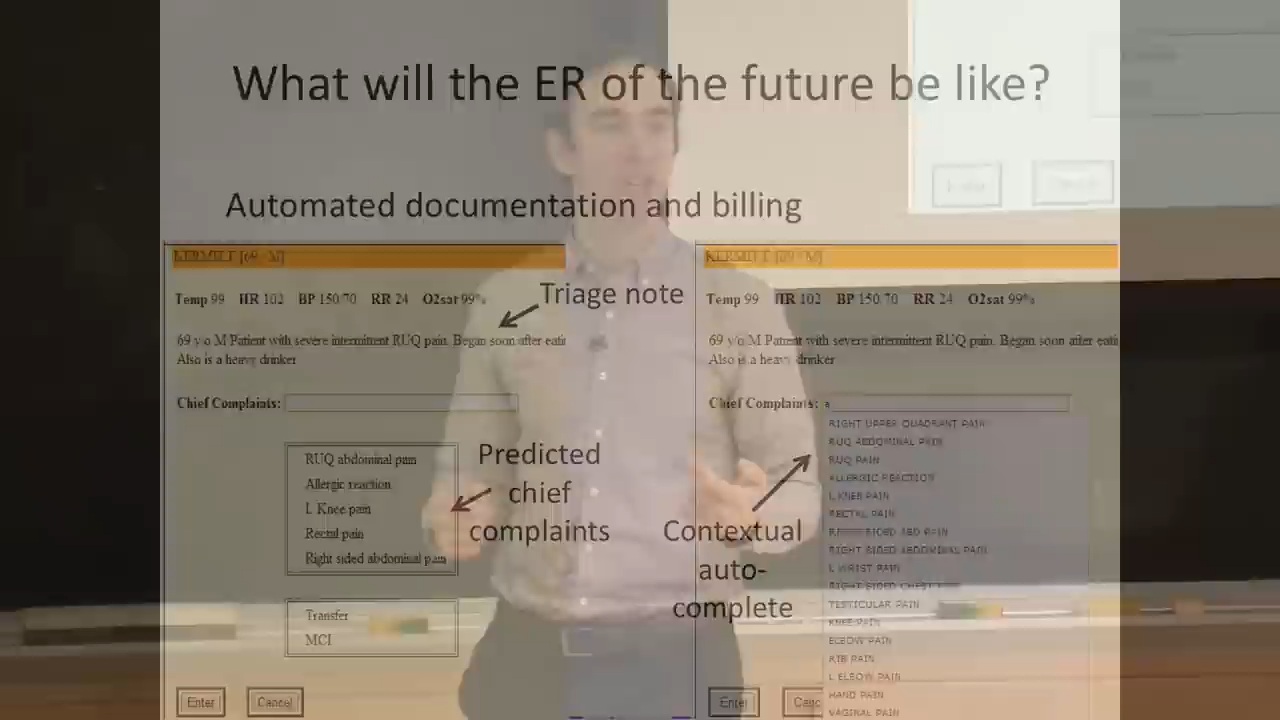 What will the ER of the future be like?
Automated documentation and billing
KERMIT T [69 - M]
Temp 99 HR 102 BP 150/70 RR 24 O2sat 99%
Triage note
69 y/o M Patient with severe intermittent RUQ pain. Began soon after eati
Also is a heavy drinker
Chief Complaints:
RUQ abdominal pain
Allergic reaction
L Knee pain
Rectal pain
Right sided abdominal pain
Predicted
chief
complaints
Transfer
MCI
Enter Cancel
Temp 99 HR 102 BP 150/70 RR 24 O2sat 99%
69 y/o M Patient with severe intermittent RUQ pain. Began soon after eati
Also is a heavy drinker
Chief Complaints: a
RIGHT UPPER QUADRANT PAIN
RUQ ABDOMINAL PAIN
RUQ PAIN
ALLERGIC REACTION
L KNEE PAIN
RECTAL PAIN
RIGHT SIDED ABD PAIN
RIGHT SIDED ABDOMINAL PAIN
L WRIST PAIN
RIGHT SIDED CHEST
TESTICULAR PAIN
KNEE PAIN
ELBOW PAIN
RIB PAIN
L ELBOW PAIN
HAND PAIN
VAGINAL PAIN
Contextual
auto-
complete
Enter Canc